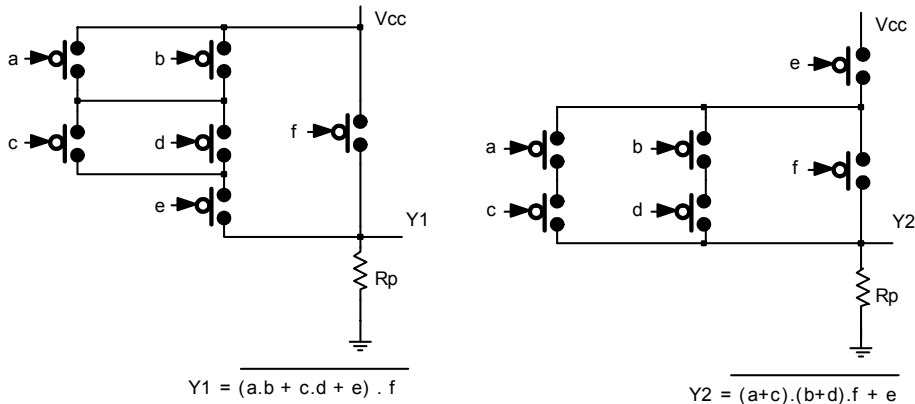 Vcc
a
b
c
d
f
e
Y1
Rp
Y1 = (a.b + c.d + e) . f
Vcc
e
a
b
f
c
d
Y2
Rp
Y2 = (a+c).(b+d).f + e